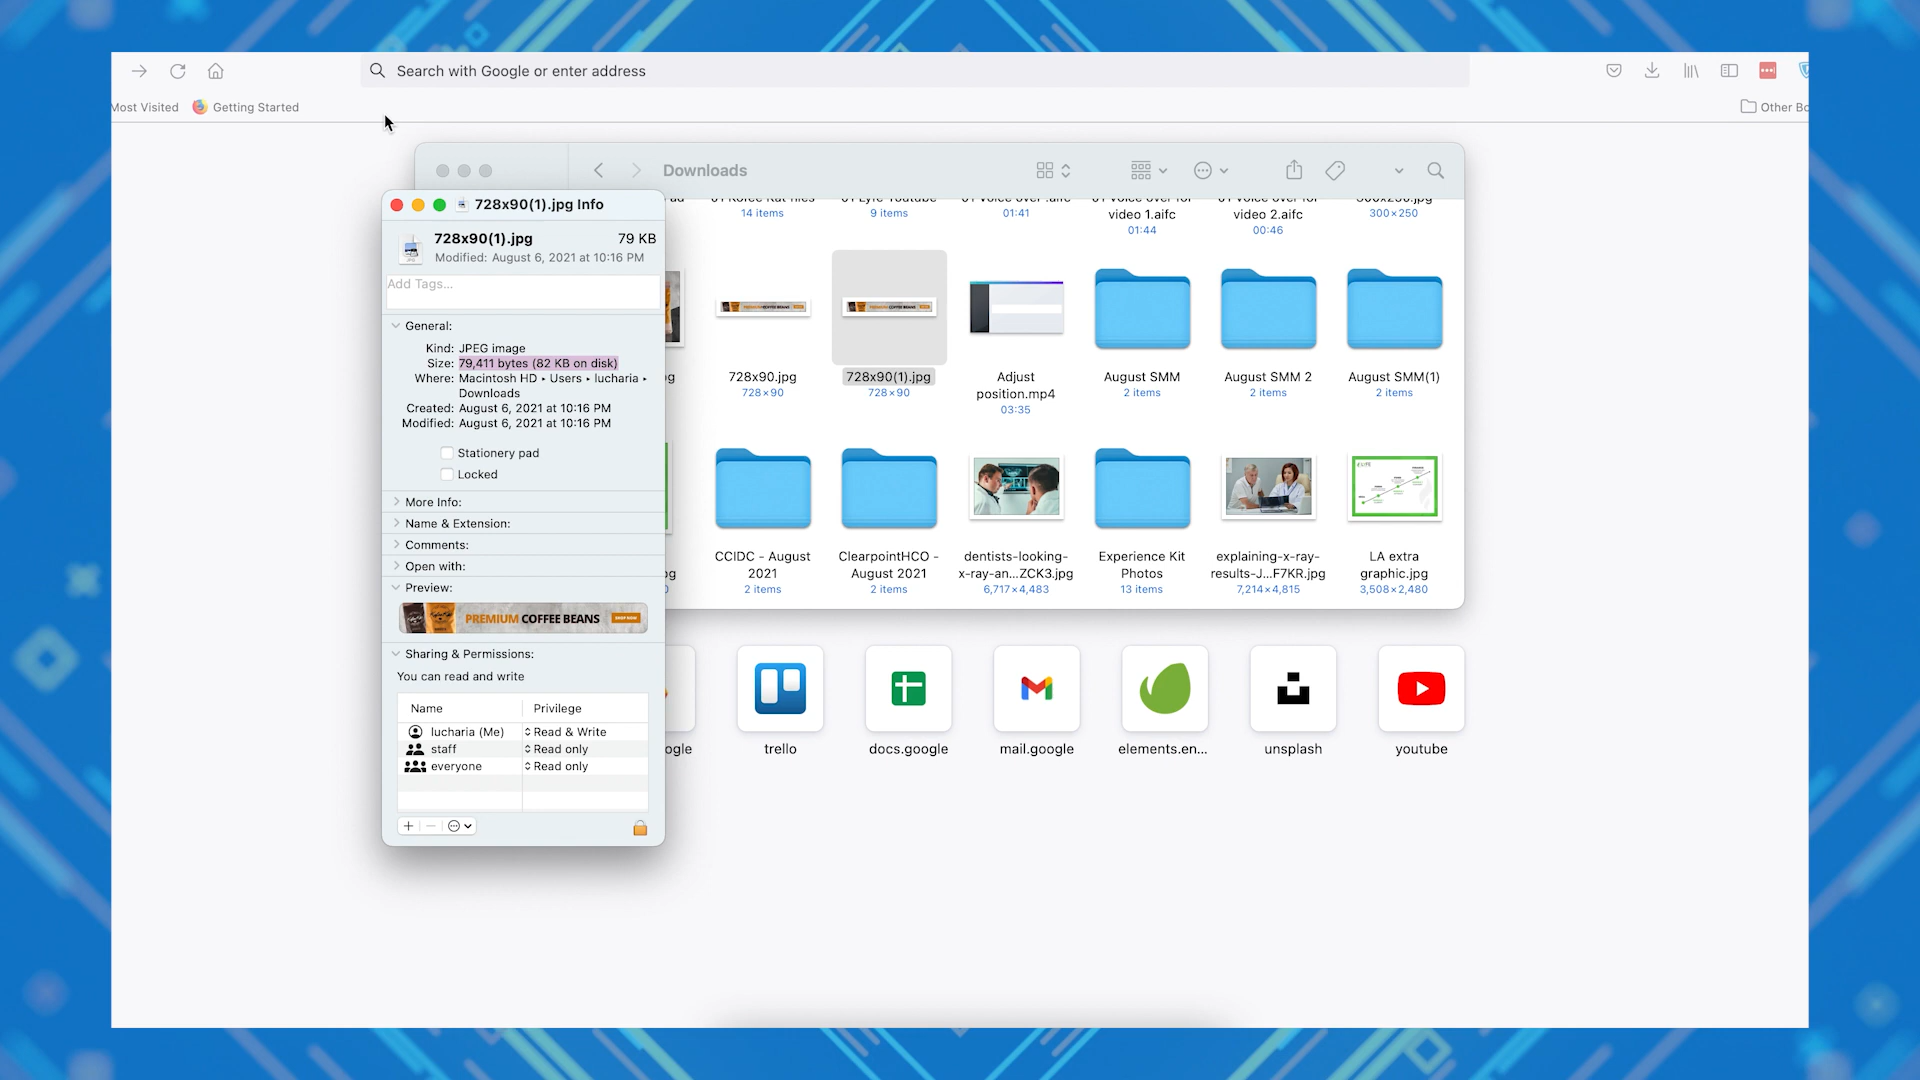 Search with Google or enter address
Most Visited
Getting Started
Other Bo
Downloads
14 items
9 items
01:41
video 1.aifc
01:44
video 2.aifc
00:46
300×250
728x90.jpg
728×90
728x90(1).jpg
728×90
Adjust
position.mp4
03:35
August SMM
2 items
August SMM 2
2 items
August SMM(1)
2 items
CCIDC - August
2021
2 items
ClearpointHCO -
August 2021
2 items
dentists-looking-
x-ray-an...ZCK3.jpg
6,717×4,483
Experience Kit
Photos
13 items
explaining-x-ray-
results-J...F7KR.jpg
7,214×4,815
LA extra
graphic.jpg
3,508×2,480
728x90(1).jpg Info
728x90(1).jpg 79 KB
Modified: August 6, 2021 at 10:16 PM
Add Tags...
General:
Kind: JPEG image
Size: 79,411 bytes (82 KB on disk)
Where: Macintosh HD ▸ Users ▸ lucharia ▸
Downloads
Created: August 6, 2021 at 10:16 PM
Modified: August 6, 2021 at 10:16 PM
Stationery pad
Locked
More Info:
Name & Extension:
Comments:
Open with:
Preview:
PREMIUM COFFEE BEANS SHOP NOW
Sharing & Permissions:
You can read and write
Name Privilege
lucharia (Me) Read & Write
staff Read only
everyone Read only
ogle
trello
docs.google
mail.google
elements.en...
unsplash
youtube